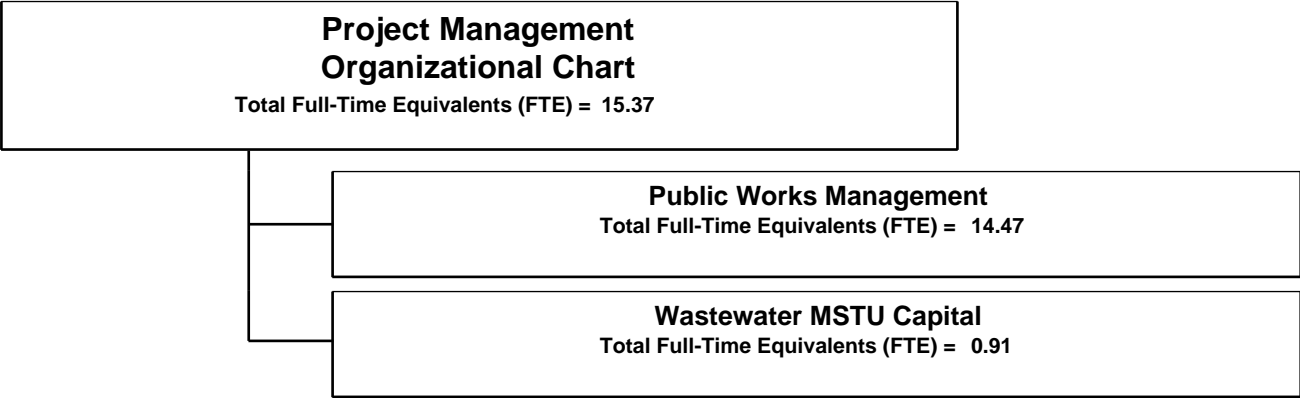 Project Management
Organizational Chart
Total Full-Time Equivalents (FTE) = 15.37
Public Works Management
Total Full-Time Equivalents (FTE) = 14.47
Wastewater MSTU Capital
Total Full-Time Equivalents (FTE) = 0.91